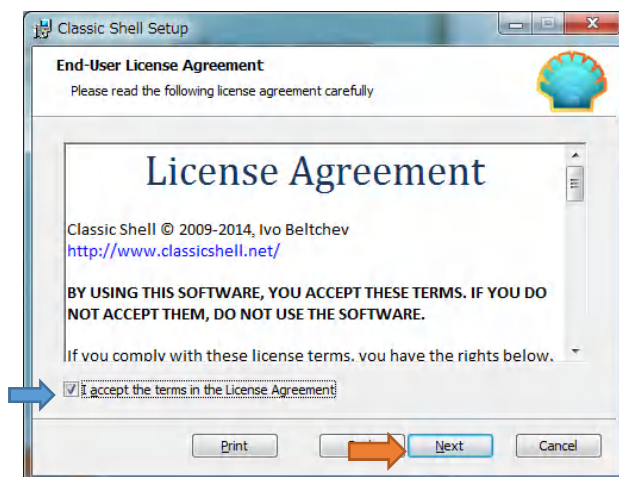 Classic Shell Setup
End-User License Agreement
Please read the following license agreement carefully
License Agreement
Classic Shell © 2009-2014, Ivo Beltchev
http://www.classicshell.net/
BY USING THIS SOFTWARE, YOU ACCEPT THESE TERMS. IF YOU DO
NOT ACCEPT THEM, DO NOT USE THE SOFTWARE.
If you comply with these license terms, you have the rights below.
I accept the terms in the License Agreement
Print Next Cancel